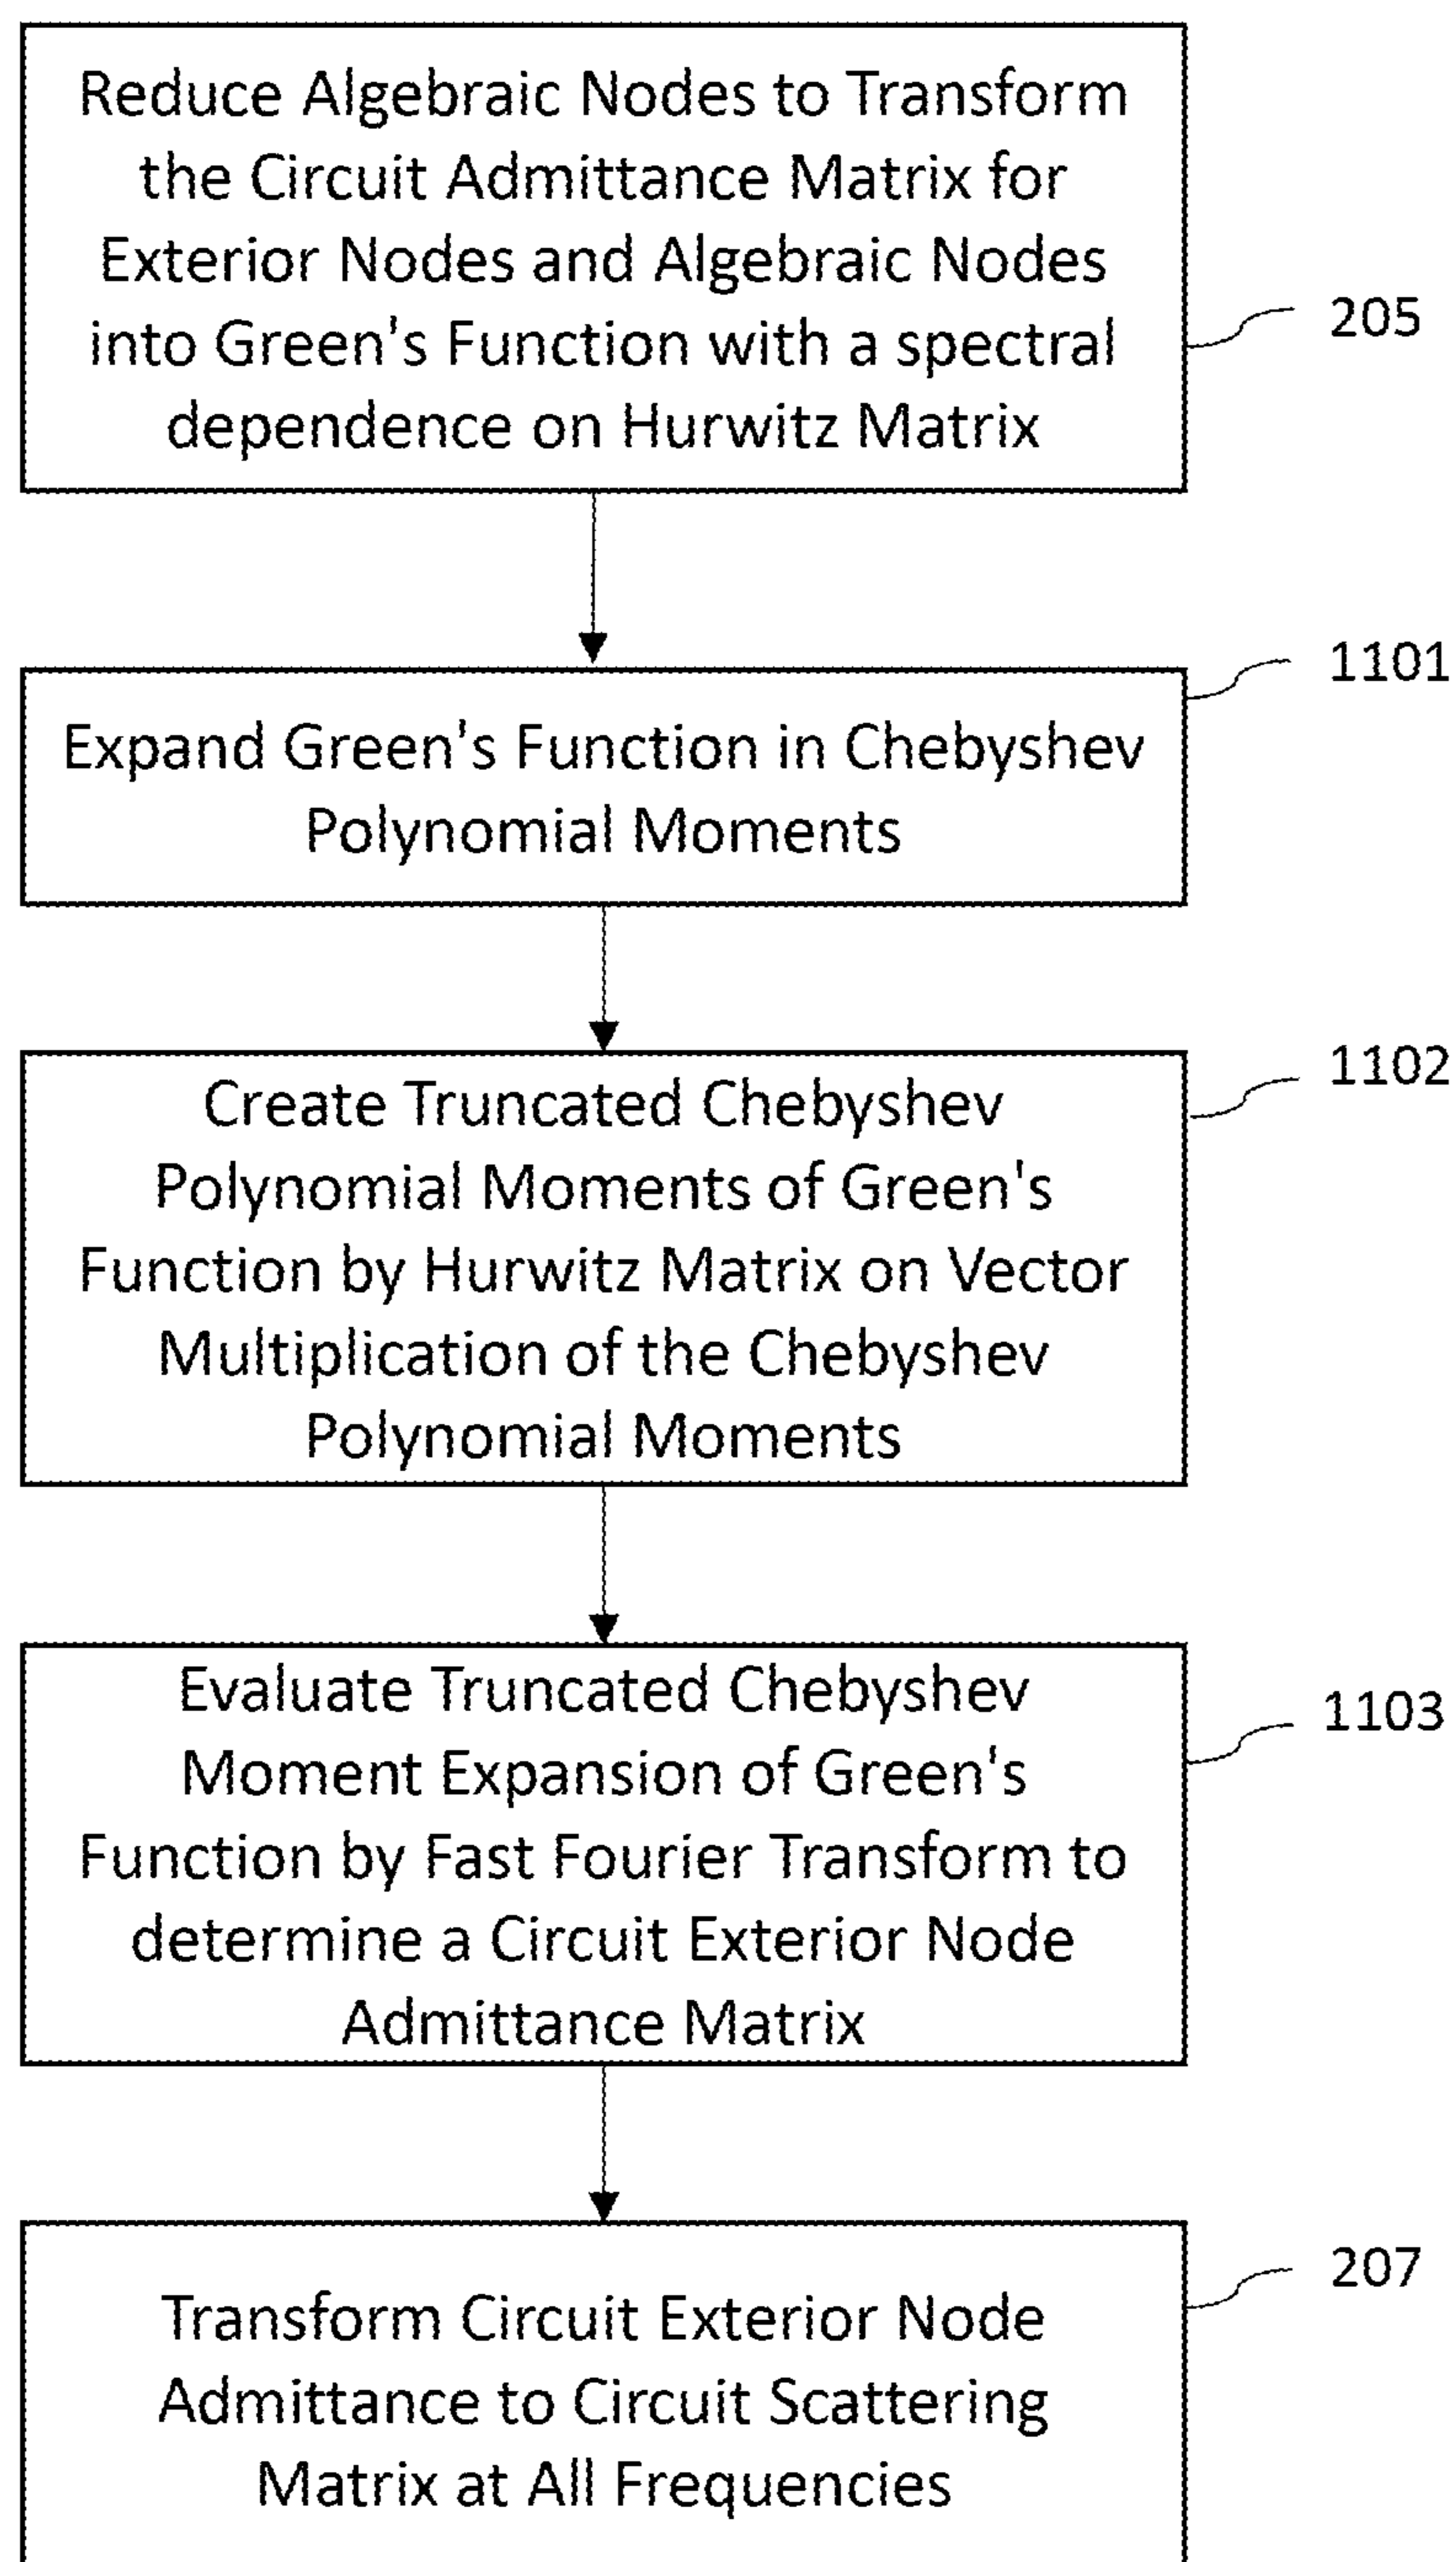 Reduce Algebraic Nodes to Transform
the Circuit Admittance Matrix for
Exterior Nodes and Algebraic Nodes
into Green's Function with a spectral
dependence on Hurwitz Matrix
205
1101
Expand Green's Function in Chebyshev
Polynomial Moments
1102
Create Truncated Chebyshev
Polynomial Moments of Green's
Function by Hurwitz Matrix on Vector
Multiplication of the Chebyshev
Polynomial Moments
Evaluate Truncated Chebyshev
1103
Moment Expansion of Green's
Function by Fast Fourier Transform to
determine a Circuit Exterior Node
Admittance Matrix
207
Transform Circuit Exterior Node
Admittance to Circuit Scattering
Matrix at All Frequencies